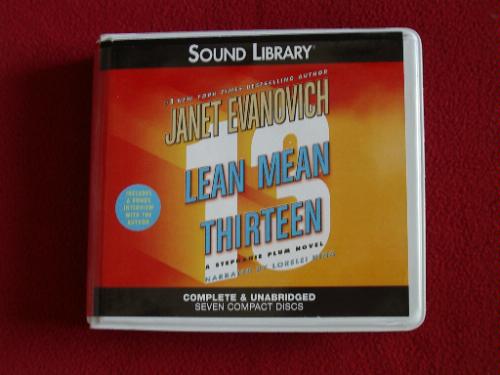 SOUND LIBRARY®
#1 NEW YORK TIMES BESTSELLING AUTHOR
JANET EVANOVICH
13
LEAN MEAN
THIRTEEN
INCLUDES
A BONUS
INTERVIEW
WITH THE
AUTHOR
A STEPHANIE PLUM NOVEL
NARRATED BY LORELEI KING
COMPLETE & UNABRIDGED
SEVEN COMPACT DISCS